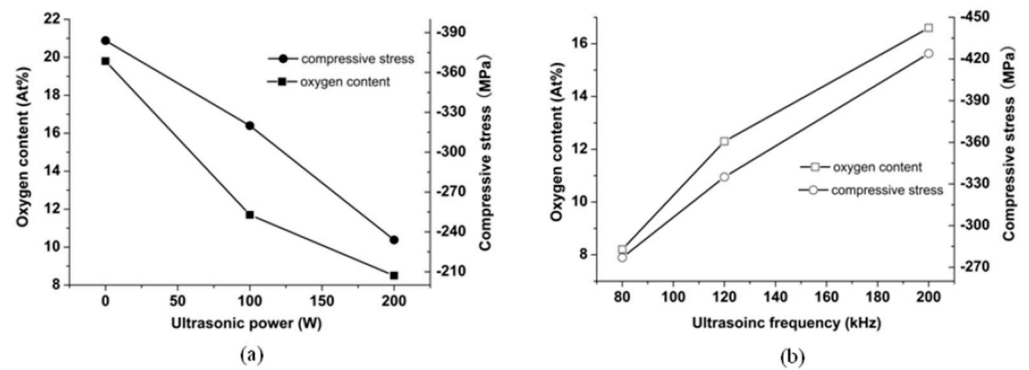 22
20
18
16
14
12
10
8
Oxygen content (At%)
-390
-360
-330
-300
-270
-240
-210
Compressive stress (MPa)
compressive stress
oxygen content
0 50 100 150 200
Ultrasonic power (W)
(a)
16
14
12
10
8
Oxygen content (At%)
-450
-420
-390
-360
-330
-300
-270
Compressive stress (MPa)
oxygen content
compressive stress
80 100 120 140 160 180 200
Ultrasoinc frequency (kHz)
(b)